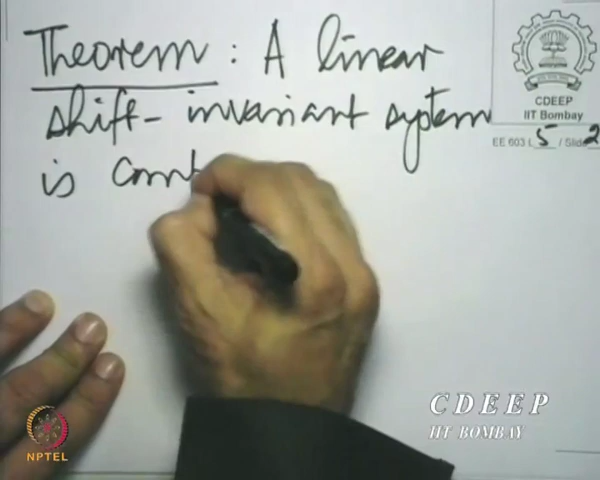 Theorem : A linear
shift-invariant system
is
CDEEP
IIT Bombay
EE 603 L 5 / Slide 2
CDEEP
IIT BOMBAY
NPTEL